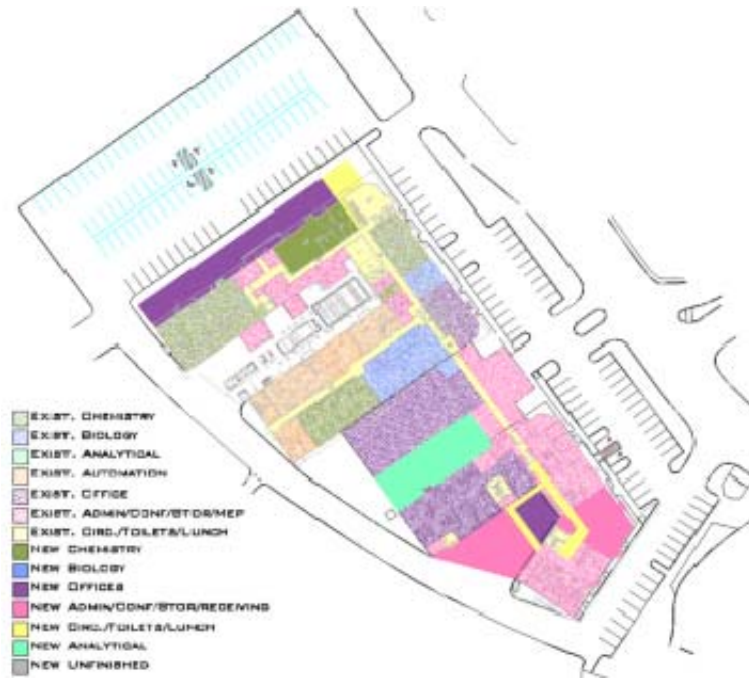 EXIST. CHEMISTRY
EXIST. BIOLOGY
EXIST. ANALYTICAL
EXIST. AUTOMATION
EXIST. OFFICE
EXIST. ADMIN/CONF/STOR/MEP
EXIST. CIRC./TOILETS/LUNCH
NEW CHEMISTRY
NEW BIOLOGY
NEW OFFICES
NEW ADMIN/CONF/STOR/RECEIVING
NEW CIRC./TOILETS/LUNCH
NEW ANALYTICAL
NEW UNFINISHED